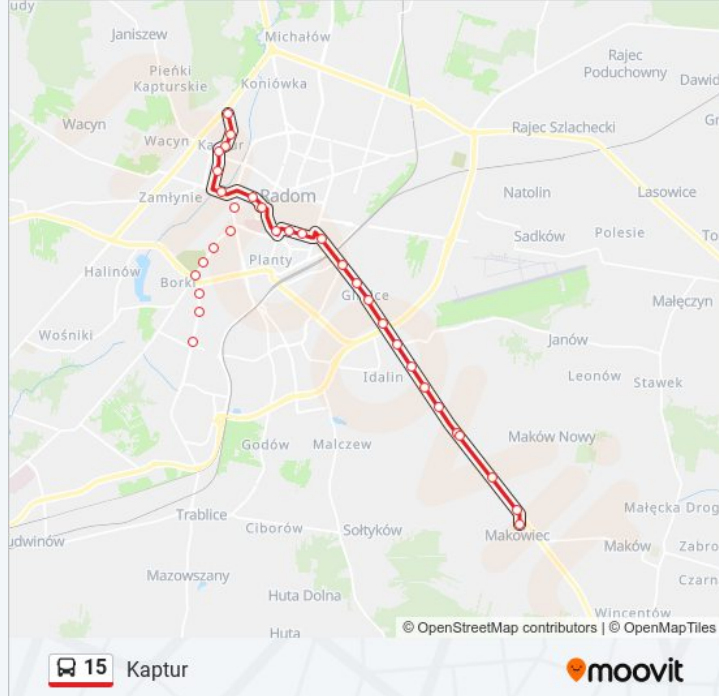 udy
Janiszew
Michałów
Pieńki
Kapturskie
Koniówka
Rajec
Poduchowny
Dawid
Wacyn
Wacyn
Rajec Szlachecki
Zamłynie
Radom
Natolin
Lasowice
Sadków
Polesie
Planty
Halinów
Borki
Małęczyn
Wośniki
Janów
Idalin
Leonów
Stawek
Godów
Malczew
Maków Nowy
Trablice
Ciborów
Sołtyków
Makowiec
Małęcka Drog
udwinów
Maków
Zabro
Mazowszany
Czarn
Huta Dolna
Wincentów
Huta
© OpenStreetMap contributors | © OpenMapTiles
15 Kaptur
moovit